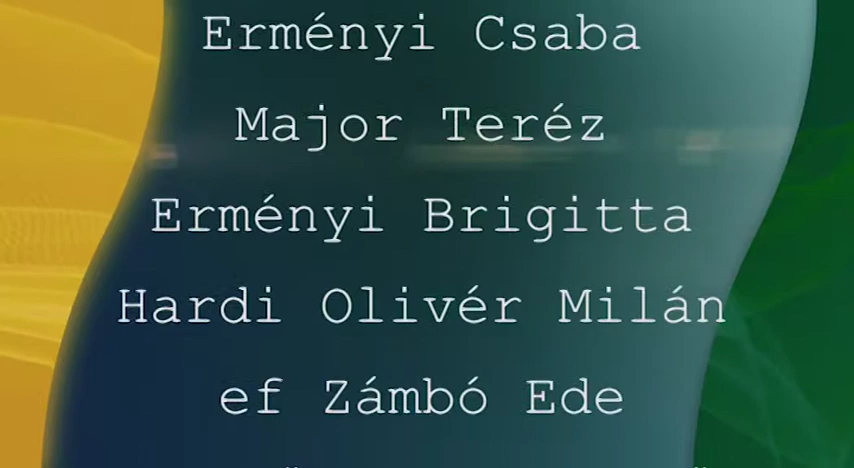 Erményi Csaba
Major Teréz
Erményi Brigitta
Hardi Olivér Milán
ef Zámbó Ede